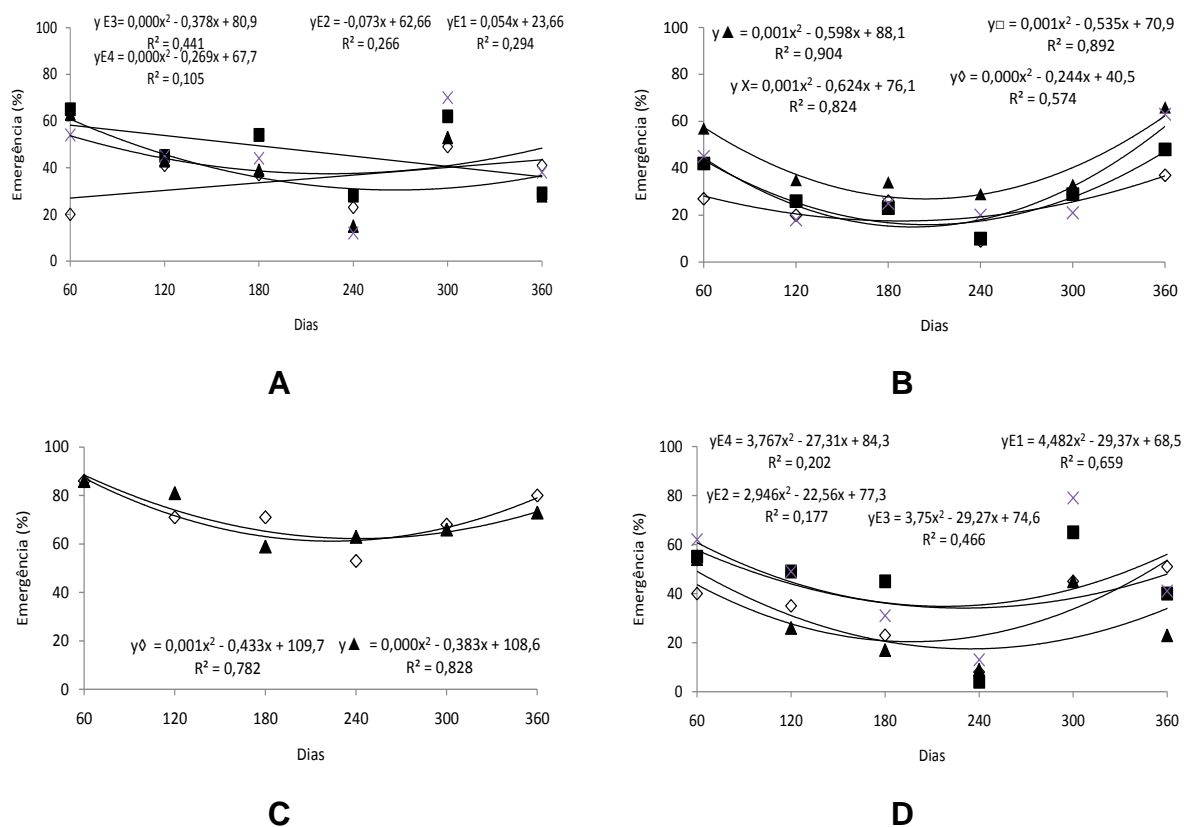 y E3= 0,000x² - 0,378x + 80,9
R² = 0,441
yE4 = 0,000x² - 0,269x + 67,7
R² = 0,105
yE2 = -0,073x + 62,66
R² = 0,266
yE1 = 0,054x + 23,66
R² = 0,294
Emergência (%)
100
80
60
40
20
0
60 120 180 240 300 360
Dias
A
y ▲ = 0,001x² - 0,598x + 88,1
R² = 0,904
y□ = 0,001x² - 0,535x + 70,9
R² = 0,892
y X= 0,001x² - 0,624x + 76,1
R² = 0,824
y◊ = 0,000x² - 0,244x + 40,5
R² = 0,574
Emergência (%)
100
80
60
40
20
0
60 120 180 240 300 360
Dias
B
Emergência (%)
100
80
60
40
20
0
y◊ = 0,001x² - 0,433x + 109,7
R² = 0,782
y ▲ = 0,000x² - 0,383x + 108,6
R² = 0,828
60 120 180 240 300 360
Dias
C
yE4 = 3,767x² - 27,31x + 84,3
R² = 0,202
yE1 = 4,482x² - 29,37x + 68,5
R² = 0,659
yE2 = 2,946x² - 22,56x + 77,3
R² = 0,177
yE3 = 3,75x² - 29,27x + 74,6
R² = 0,466
Emergência (%)
100
80
60
40
20
0
60 120 180 240 300 360
Dias
D